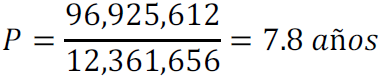 P = 96,925,612 / 12,361,656 = 7.8 años